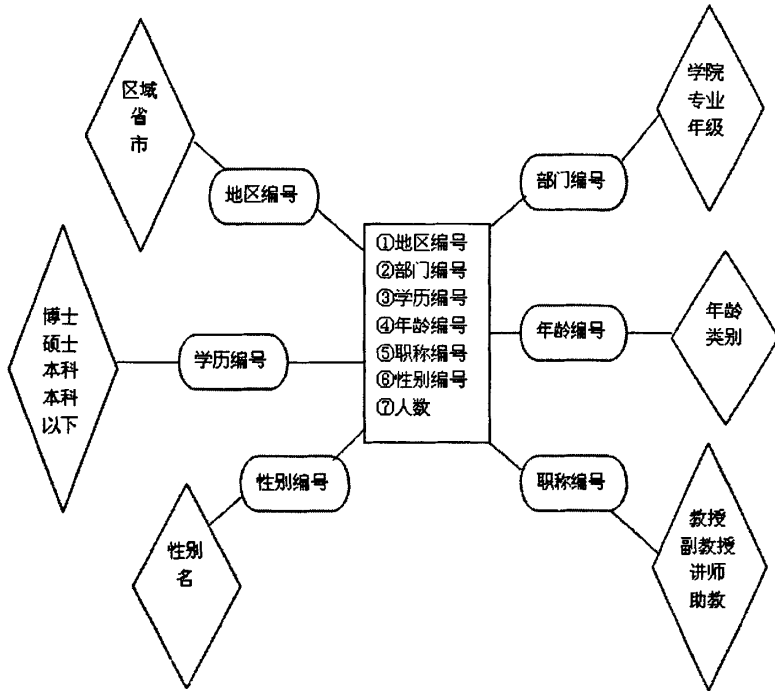 区域
省
市
学院
专业
年级
地区编号
部门编号
①地区编号
②部门编号
③学历编号
④年龄编号
⑤职称编号
⑥性别编号
⑦人数
博士
硕士
本科
本科
以下
学历编号
年龄编号
年龄
类别
性别编号
职称编号
性别
名
教授
副教授
讲师
助教